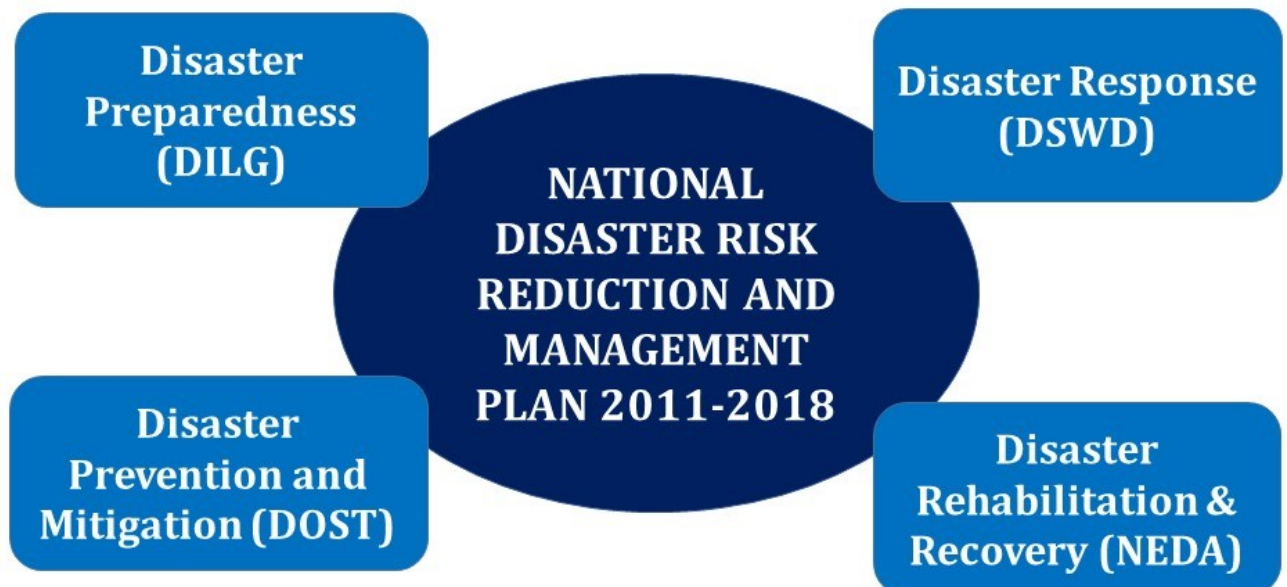 Disaster
Preparedness
(DILG)
Disaster Response
(DSWD)
NATIONAL
DISASTER RISK
REDUCTION AND
MANAGEMENT
PLAN 2011-2018
Disaster
Prevention and
Mitigation (DOST)
Disaster
Rehabilitation &
Recovery (NEDA)